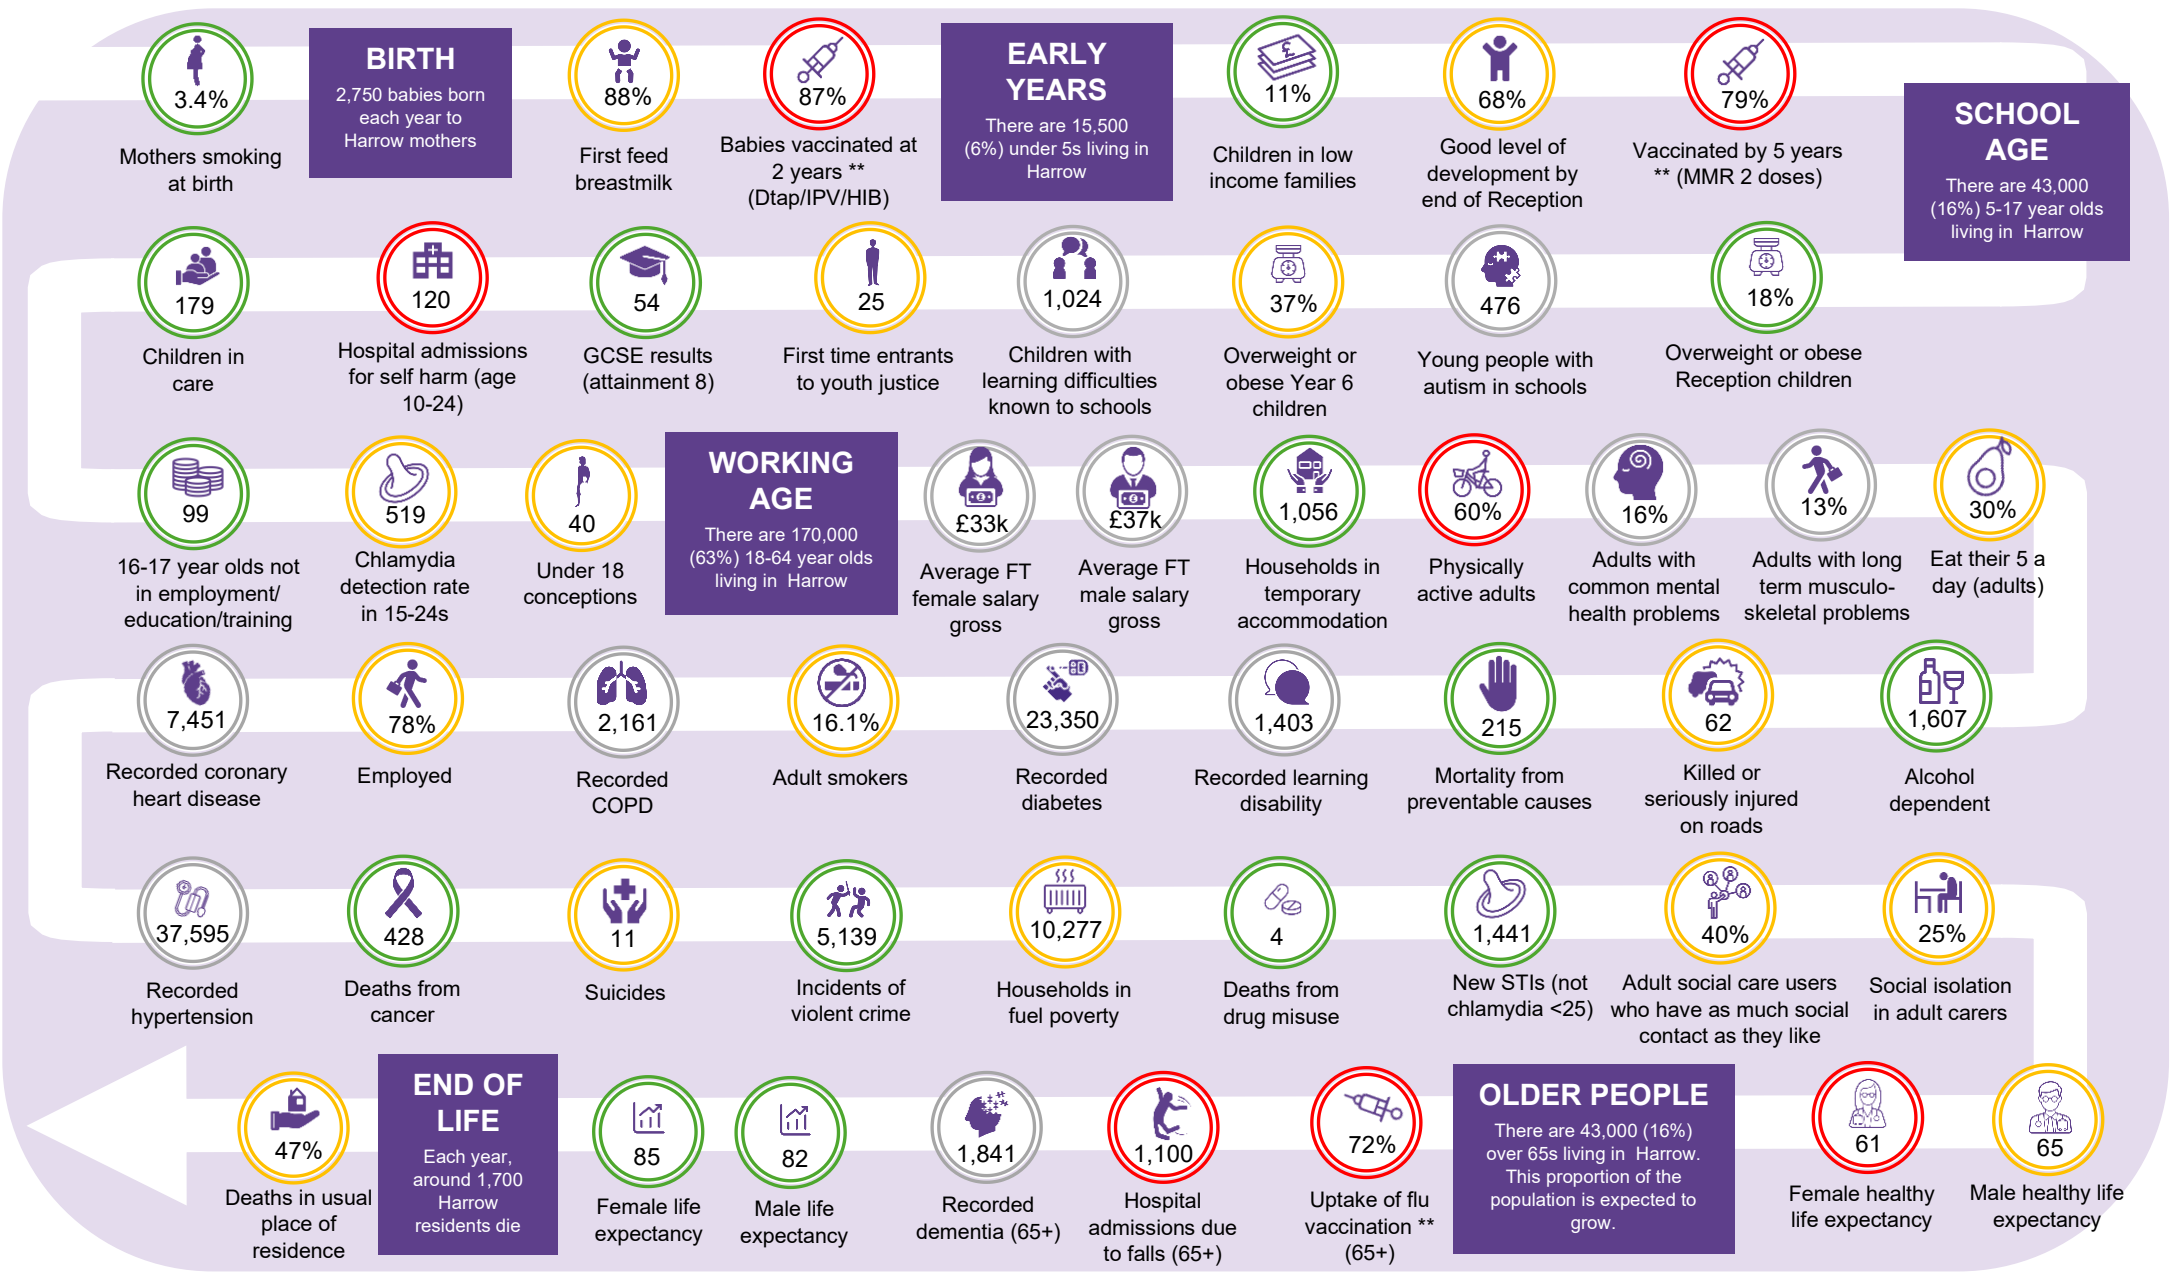 3.4%
Mothers smoking
at birth
BIRTH
2,750 babies born
each year to
Harrow mothers
88%
First feed
breastmilk
87%
Babies vaccinated at
2 years **
(Dtap/IPV/HIB)
EARLY
YEARS
There are 15,500
(6%) under 5s living in
Harrow
£
11%
Children in low
income families
68%
Good level of
development by
end of Reception
79%
Vaccinated by 5 years
** (MMR 2 doses)
SCHOOL
AGE
There are 43,000
(16%) 5-17 year olds
living in Harrow
179
Children in
care
120
Hospital admissions
for self harm (age
10-24)
54
GCSE results
(attainment 8)
25
First time entrants
to youth justice
1,024
Children with
learning difficulties
known to schools
37%
Overweight or
obese Year 6
children
476
Young people with
autism in schools
18%
Overweight or obese
Reception children
99
16-17 year olds not
in employment/
education/training
519
Chlamydia
detection rate
in 15-24s
40
Under 18
conceptions
WORKING
AGE
There are 170,000
(63%) 18-64 year olds
living in Harrow
£
£33k
Average FT
female salary
gross
£
£37k
Average FT
male salary
gross
1,056
Households in
temporary
accommodation
60%
Physically
active adults
16%
Adults with
common mental
health problems
13%
Adults with long
term musculo-
skeletal problems
30%
Eat their 5 a
day (adults)
7,451
Recorded coronary
heart disease
78%
Employed
2,161
Recorded
COPD
16.1%
Adult smokers
23,350
Recorded
diabetes
1,403
Recorded learning
disability
215
Mortality from
preventable causes
62
Killed or
seriously injured
on roads
1,607
Alcohol
dependent
37,595
Recorded
hypertension
428
Deaths from
cancer
11
Suicides
5,139
Incidents of
violent crime
10,277
Households in
fuel poverty
4
Deaths from
drug misuse
1,441
New STIs (not
chlamydia <25)
40%
Adult social care users
who have as much social
contact as they like
25%
Social isolation
in adult carers
47%
Deaths in usual
place of
residence
END OF
LIFE
Each year,
around 1,700
Harrow
residents die
85
Female life
expectancy
82
Male life
expectancy
1,841
Recorded
dementia (65+)
1,100
Hospital
admissions due
to falls (65+)
72%
Uptake of flu
vaccination **
(65+)
OLDER PEOPLE
There are 43,000 (16%)
over 65s living in Harrow.
This proportion of the
population is expected to
grow.
61
Female healthy
life expectancy
65
Male healthy life
expectancy